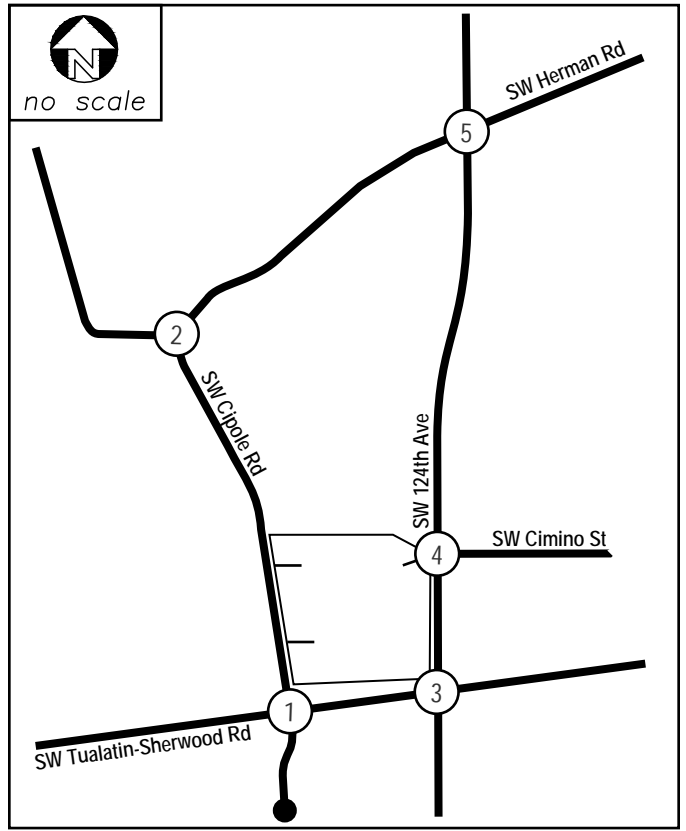 N
no scale
SW Herman Rd
5
2
SW Cipole Rd
SW 124th Ave
4
SW Cimino St
3
1
SW Tualatin-Sherwood Rd